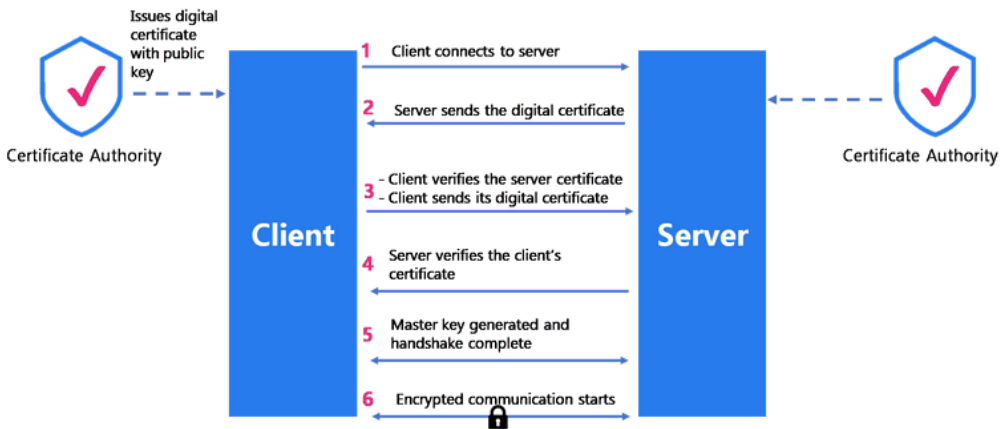 Issues digital
certificate
with public
key
Certificate Authority
Client
1 Client connects to server
2 Server sends the digital certificate
3 - Client verifies the server certificate
- Client sends its digital certificate
4 Server verifies the client's
certificate
5 Master key generated and
handshake complete
6 Encrypted communication starts
Server
Certificate Authority